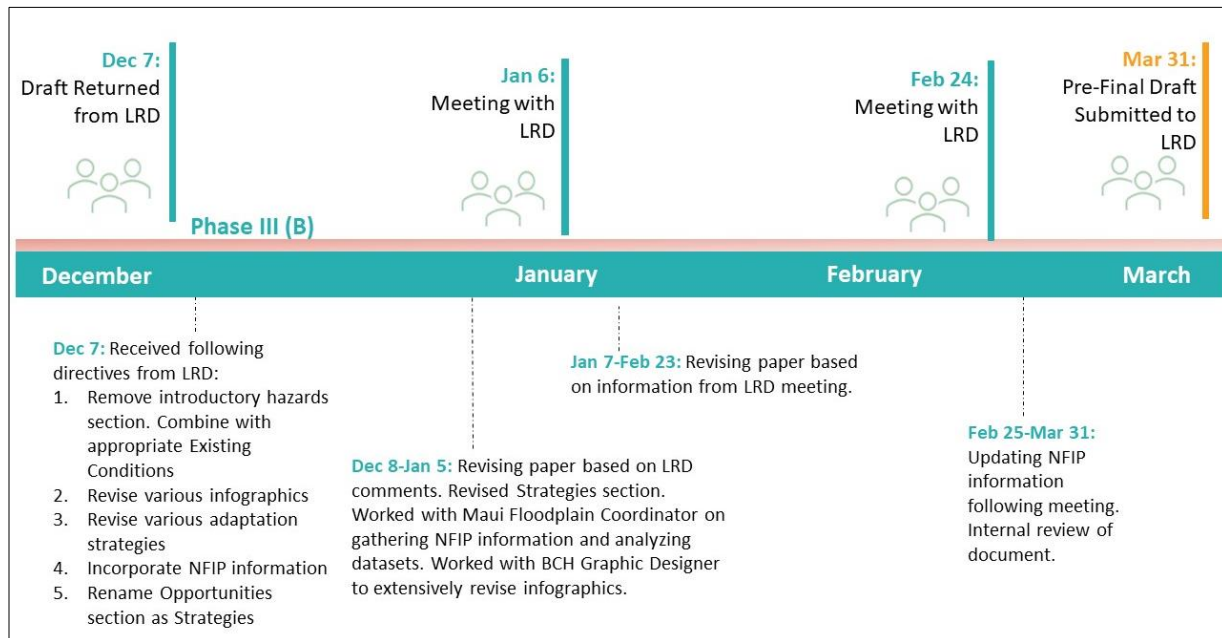 Dec 7:
Draft Returned
from LRD
Jan 6:
Meeting with
LRD
Feb 24:
Meeting with
LRD
Mar 31:
Pre-Final Draft
Submitted to
LRD
Phase III (B)
December
January
February
March
Dec 7: Received following
directives from LRD:
1. Remove introductory hazards
section. Combine with
appropriate Existing
Conditions
2. Revise various infographics
3. Revise various adaptation
strategies
4. Incorporate NFIP information
5. Rename Opportunities
section as Strategies
Dec 8-Jan 5: Revising paper based on LRD
comments. Revised Strategies section.
Worked with Maui Floodplain Coordinator on
gathering NFIP information and analyzing
datasets. Worked with BCH Graphic Designer
to extensively revise infographics.
Jan 7-Feb 23: Revising paper based
on information from LRD meeting.
Feb 25-Mar 31:
Updating NFIP
information
following meeting.
Internal review of
document.